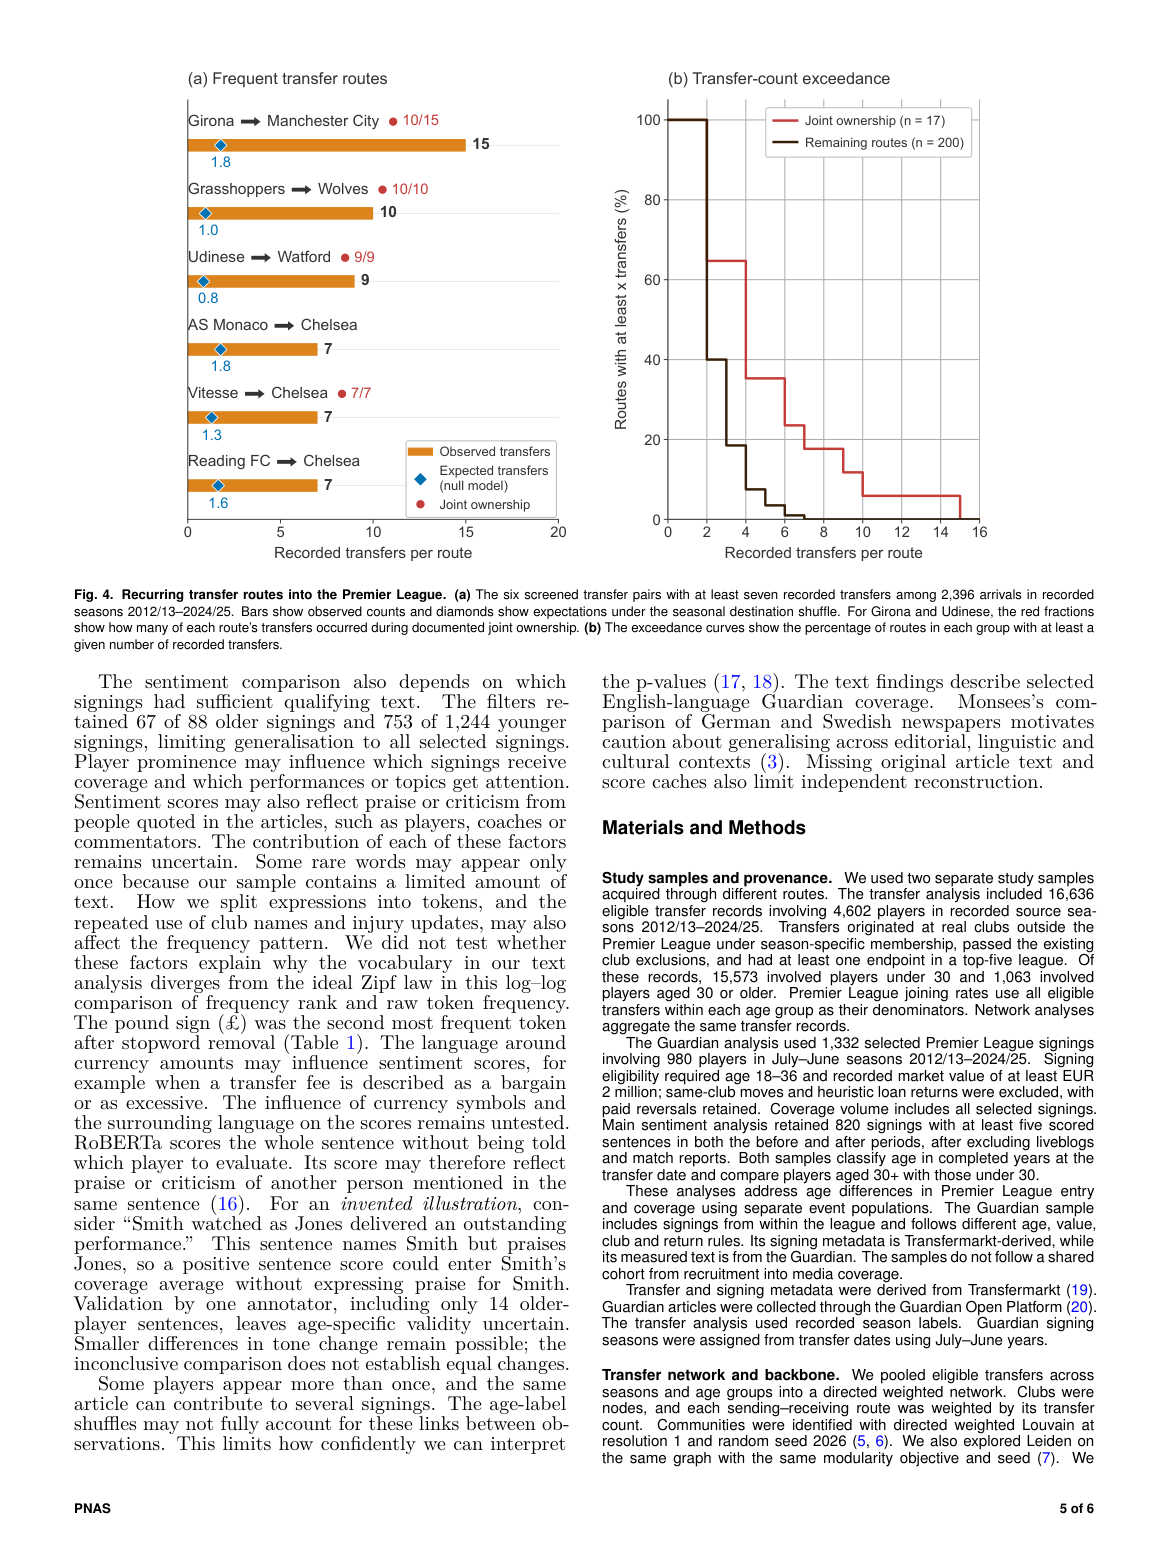 (a) Frequent transfer routes
Girona → Manchester City ● 10/15
15
1.8
Grasshoppers → Wolves ● 10/10
10
1.0
Udinese → Watford ● 9/9
9
0.8
AS Monaco → Chelsea
7
1.8
Vitesse → Chelsea ● 7/7
7
1.3
Reading FC → Chelsea
7
1.6
Observed transfers
Expected transfers
(null model)
Joint ownership
0 5 10 15 20
Recorded transfers per route
(b) Transfer-count exceedance
Joint ownership (n = 17)
Remaining routes (n = 200)
Routes with at least x transfers (%)
100
80
60
40
20
0
0 2 4 6 8 10 12 14 16
Recorded transfers per route
Fig. 4. Recurring transfer routes into the Premier League. (a) The six screened transfer pairs with at least seven recorded transfers among 2,396 arrivals in recorded
seasons 2012/13–2024/25. Bars show observed counts and diamonds show expectations under the seasonal destination shuffle. For Girona and Udinese, the red fractions
show how many of each route's transfers occurred during documented joint ownership. (b) The exceedance curves show the percentage of routes in each group with at least a
given number of recorded transfers.
The sentiment comparison also depends on which
signings had sufficient qualifying text. The filters re-
tained 67 of 88 older signings and 753 of 1,244 younger
signings, limiting generalisation to all selected signings.
Player prominence may influence which signings receive
coverage and which performances or topics get attention.
Sentiment scores may also reflect praise or criticism from
people quoted in the articles, such as players, coaches or
commentators. The contribution of each of these factors
remains uncertain. Some rare words may appear only
once because our sample contains a limited amount of
text. How we split expressions into tokens, and the
repeated use of club names and injury updates, may also
affect the frequency pattern. We did not test whether
these factors explain why the vocabulary in our text
analysis diverges from the ideal Zipf law in this log–log
comparison of frequency rank and raw token frequency.
The pound sign (£) was the second most frequent token
after stopword removal (Table 1). The language around
currency amounts may influence sentiment scores, for
example when a transfer fee is described as a bargain
or as excessive. The influence of currency symbols and
the surrounding language on the scores remains untested.
RoBERTa scores the whole sentence without being told
which player to evaluate. Its score may therefore reflect
praise or criticism of another person mentioned in the
same sentence (16). For an invented illustration, con-
sider “Smith watched as Jones delivered an outstanding
performance.” This sentence names Smith but praises
Jones, so a positive sentence score could enter Smith's
coverage average without expressing praise for Smith.
Validation by one annotator, including only 14 older-
player sentences, leaves age-specific validity uncertain.
Smaller differences in tone change remain possible; the
inconclusive comparison does not establish equal changes.
Some players appear more than once, and the same
article can contribute to several signings. The age-label
shuffles may not fully account for these links between ob-
servations. This limits how confidently we can interpret
the p-values (17, 18). The text findings describe selected
English-language Guardian coverage. Monsees's com-
parison of German and Swedish newspapers motivates
caution about generalising across editorial, linguistic and
cultural contexts (3). Missing original article text and
score caches also limit independent reconstruction.
Materials and Methods
Study samples and provenance. We used two separate study samples
acquired through different routes. The transfer analysis included 16,636
eligible transfer records involving 4,602 players in recorded source sea-
sons 2012/13–2024/25. Transfers originated at real clubs outside the
Premier League under season-specific membership, passed the existing
club exclusions, and had at least one endpoint in a top-five league. Of
these records, 15,573 involved players under 30 and 1,063 involved
players aged 30 or older. Premier League joining rates use all eligible
transfers within each age group as their denominators. Network analyses
aggregate the same transfer records.
The Guardian analysis used 1,332 selected Premier League signings
involving 980 players in July–June seasons 2012/13–2024/25. Signing
eligibility required age 18–36 and recorded market value of at least EUR
2 million; same-club moves and heuristic loan returns were excluded, with
paid reversals retained. Coverage volume includes all selected signings.
Main sentiment analysis retained 820 signings with at least five scored
sentences in both the before and after periods, after excluding liveblogs
and match reports. Both samples classify age in completed years at the
transfer date and compare players aged 30+ with those under 30.
These analyses address age differences in Premier League entry
and coverage using separate event populations. The Guardian sample
includes signings from within the league and follows different age, value,
club and return rules. Its signing metadata is Transfermarkt-derived, while
its measured text is from the Guardian. The samples do not follow a shared
cohort from recruitment into media coverage.
Transfer and signing metadata were derived from Transfermarkt (19).
Guardian articles were collected through the Guardian Open Platform (20).
The transfer analysis used recorded season labels. Guardian signing
seasons were assigned from transfer dates using July–June years.
Transfer network and backbone. We pooled eligible transfers across
seasons and age groups into a directed weighted network. Clubs were
nodes, and each sending–receiving route was weighted by its transfer
count. Communities were identified with directed weighted Louvain at
resolution 1 and random seed 2026 (5, 6). We also explored Leiden on
the same graph with the same modularity objective and seed (7). We
PNAS
5 of 6